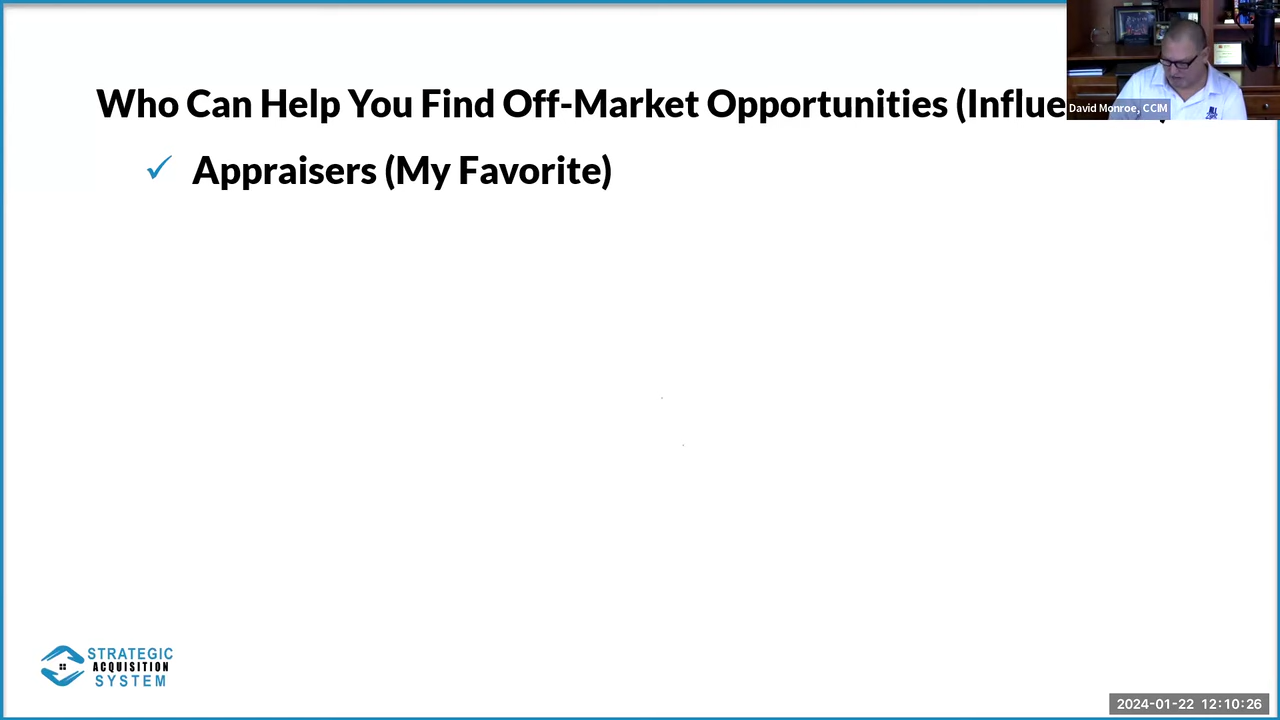 Who Can Help You Find Off-Market Opportunities
David Monroe, CCIM
Appraisers (My Favorite)
STRATEGIC
ACQUISITION
SYSTEM
2024-01-22 12:10:26